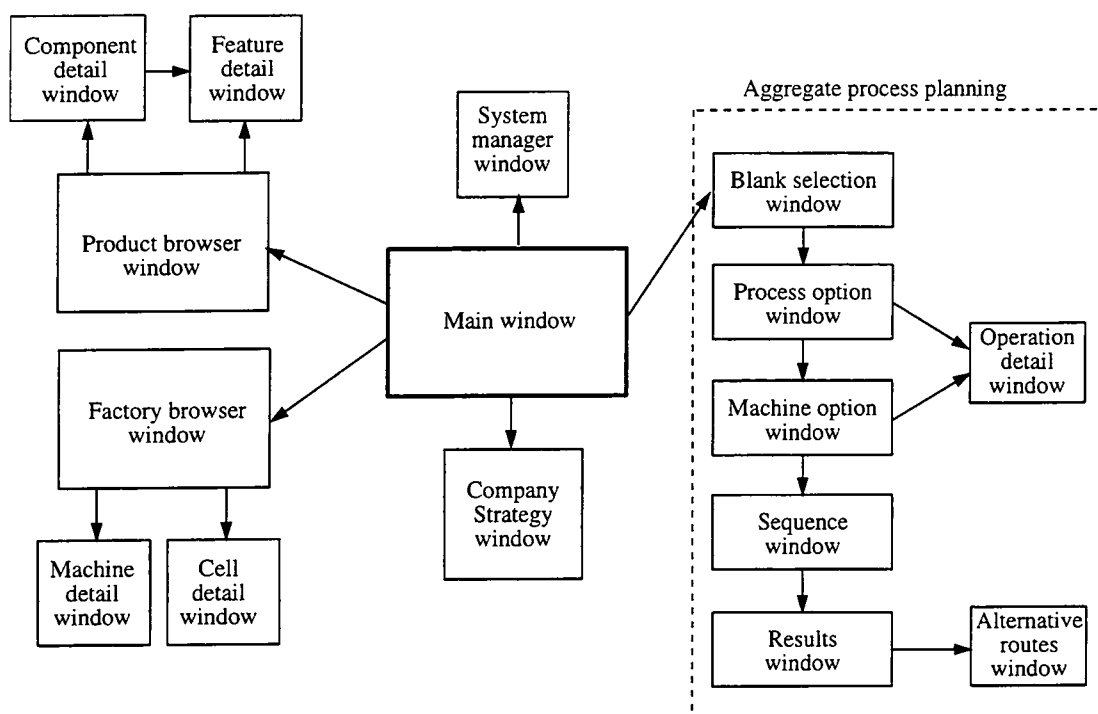 Component
detail
window
Feature
detail
window
Product browser
window
Factory browser
window
Machine
detail
window
Cell
detail
window
System
manager
window
Main window
Company
Strategy
window
Aggregate process planning
Blank selection
window
Process option
window
Operation
detail
window
Machine option
window
Sequence
window
Results
window
Alternative
routes
window